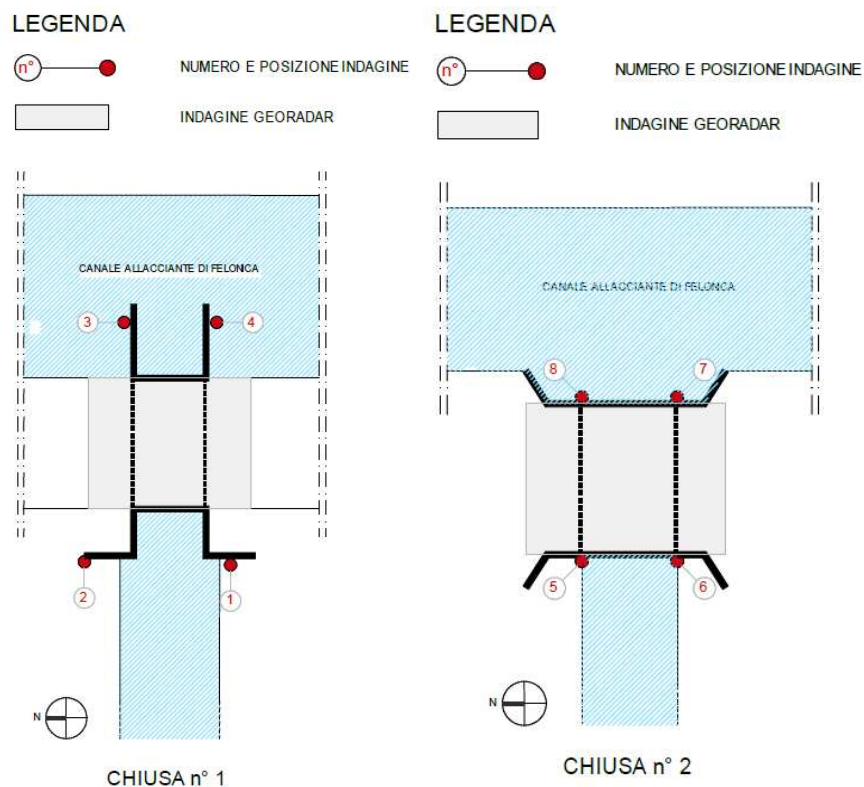 LEGENDA
n°
NUMERO E POSIZIONE INDAGINE
INDAGINE GEORADAR
CANALE ALLACCIANTE DI FELONICA
3
4
2
1
N
CHIUSA n° 1
LEGENDA
n°
NUMERO E POSIZIONE INDAGINE
INDAGINE GEORADAR
CANALE ALLACCIANTE DI FELONCA
8
7
5
6
N
CHIUSA n° 2